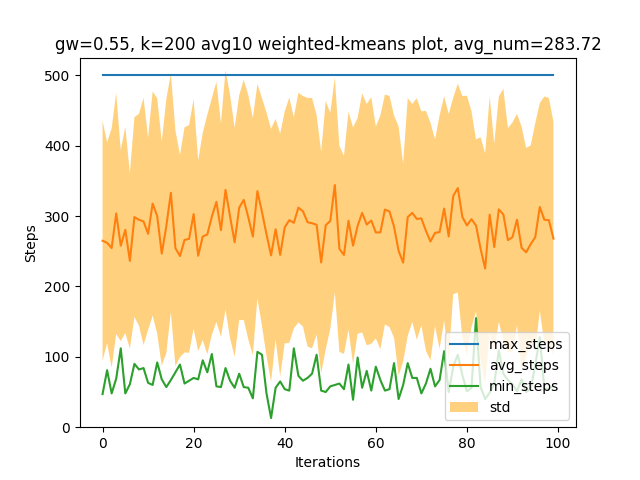 gw=0.55, k=200 avg10 weighted-kmeans plot, avg_num=283.72
500
400
300
200
100
0
Steps
0 20 40 60 80 100
Iterations
max_steps
avg_steps
min_steps
std